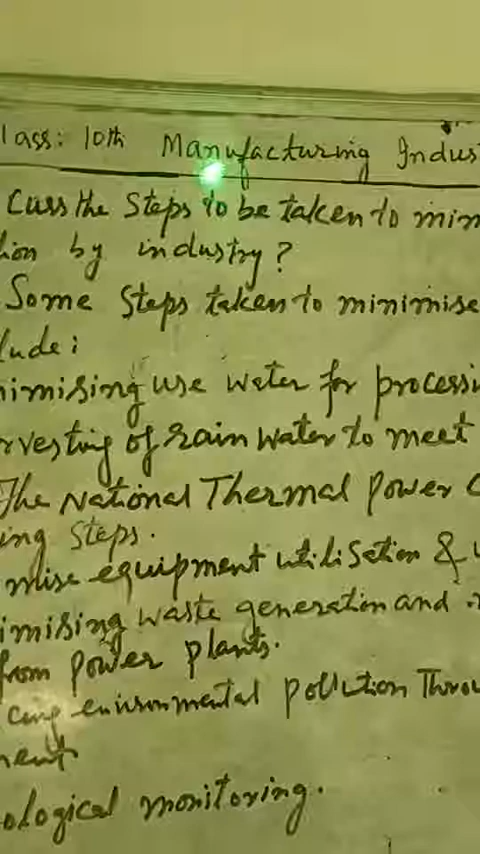 lass: 10th Manufacturing Indus
Cuss the Steps to be taken to min
tion by industry?
Some Steps taken to minimise
lude:
nimising use water for processi
rvesting of rain water to meet
The National Thermal Power C
ing Steps.
mise equipment utilisation &
imising waste generation and
from power plants.
cing environmental pollution Throu
ment
ological monitoring.